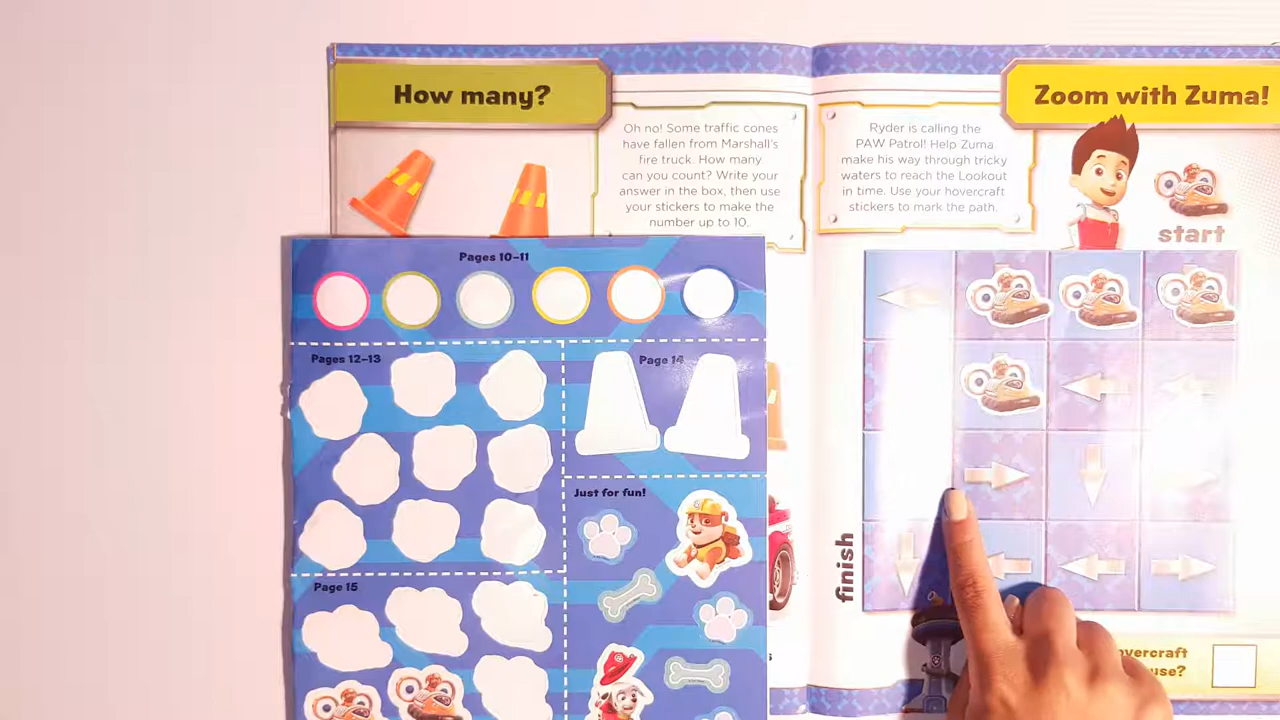 How many?
Oh no! Some traffic cones
have fallen from Marshall's
fire truck. How many
can you count? Write your
answer in the box, then use
your stickers to make the
number up to 10.
Zoom with Zuma!
Ryder is calling the
PAW Patrol! Help Zuma
make his way through tricky
waters to reach the Lookout
in time. Use your hovercraft
stickers to mark the path.
start
finish
Pages 10–11
Pages 12–13
Page 14
Just for fun!
Page 15
overcraft
use?